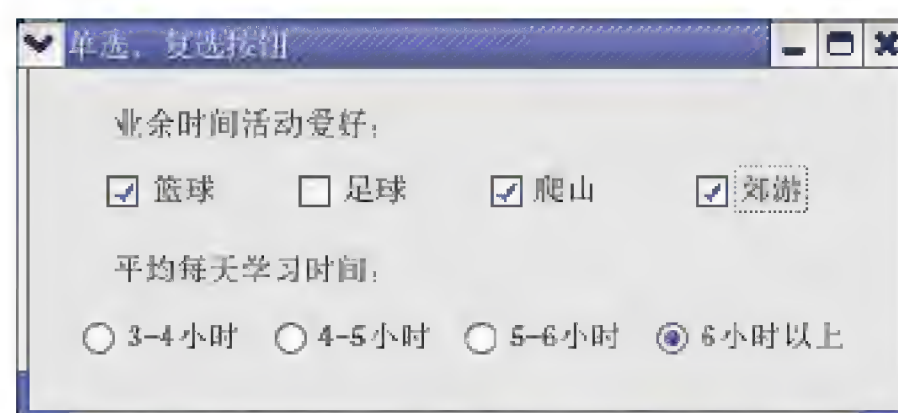 单选、复选按钮
业余时间活动爱好：
篮球 足球 爬山 郊游
平均每天学习时间：
3-4小时 4-5小时 5-6小时 6小时以上